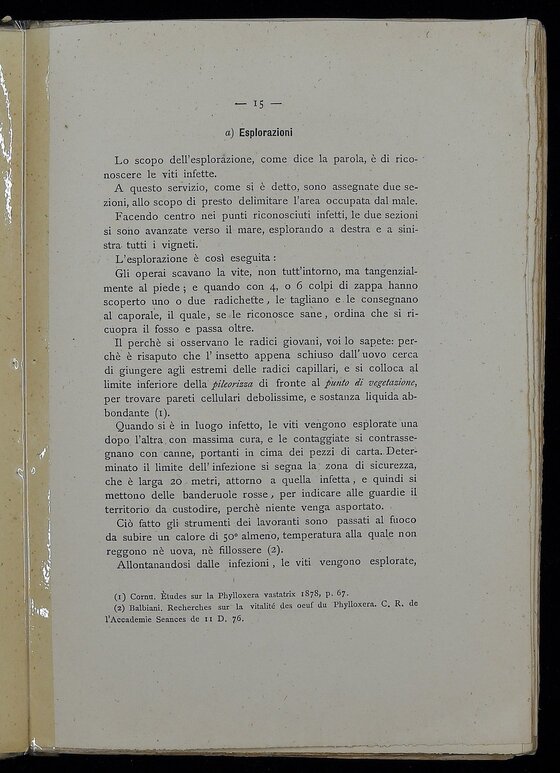 — 15 —
a) Esplorazioni
Lo scopo dell'esplorazione, come dice la parola, è di rico-
noscere le viti infette.
A questo servizio, come si è detto, sono assegnate due se-
zioni, allo scopo di presto delimitare l'area occupata dal male.
Facendo centro nei punti riconosciuti infetti, le due sezioni
si sono avanzate verso il mare, esplorando a destra e a sini-
stra tutti i vigneti.
L'esplorazione è così eseguita :
Gli operai scavano la vite, non tutt'intorno, ma tangenzial-
mente al piede ; e quando con 4, o 6 colpi di zappa hanno
scoperto uno o due radichette, le tagliano e le consegnano
al caporale, il quale, se le riconosce sane, ordina che si ri-
cuopra il fosso e passa oltre.
Il perchè si osservano le radici giovani, voi lo sapete: per-
chè è risaputo che l'insetto appena schiuso dall'uovo cerca
di giungere agli estremi delle radici capillari, e si colloca al
limite inferiore della pileorizza di fronte al punto di vegetazione,
per trovare pareti cellulari debolissime, e sostanza liquida ab-
bondante (1).
Quando si è in luogo infetto, le viti vengono esplorate una
dopo l'altra con massima cura, e le contaggiate si contrasse-
gnano con canne, portanti in cima dei pezzi di carta. Deter-
minato il limite dell'infezione si segna la zona di sicurezza,
che è larga 20 metri, attorno a quella infetta, e quindi si
mettono delle banderuole rosse, per indicare alle guardie il
territorio da custodire, perchè niente venga asportato.
Ciò fatto gli strumenti dei lavoranti sono passati al fuoco
da subire un calore di 50° almeno, temperatura alla quale non
reggono nè uova, nè fillossere (2).
Allontanandosi dalle infezioni, le viti vengono esplorate,
(1) Cornu. Ètudes sur la Phylloxera vastatrix 1878, p. 67.
(2) Balbiani. Recherches sur la vitalité des oeuf du Phylloxera. C. R. de
l'Accademie Seances de 11 D. 76.